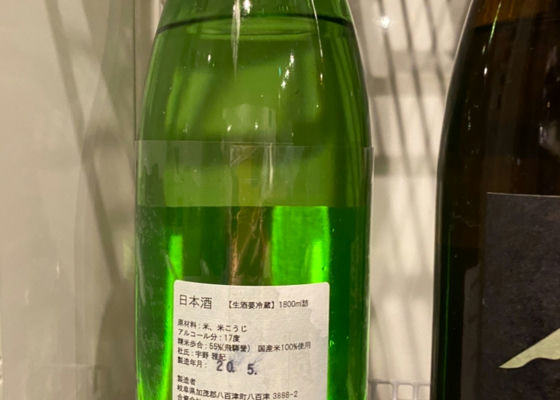 日本酒 【生酒要冷蔵】1800ml詰
原材料：米、米こうじ
アルコール分：17度
精米歩合：55%(飛騨誉) 国産米100%使用
杜氏：宇野 雅紀
製造年月： 20.5.
製造者
岐阜県加茂郡八百津町八百津 3888-2